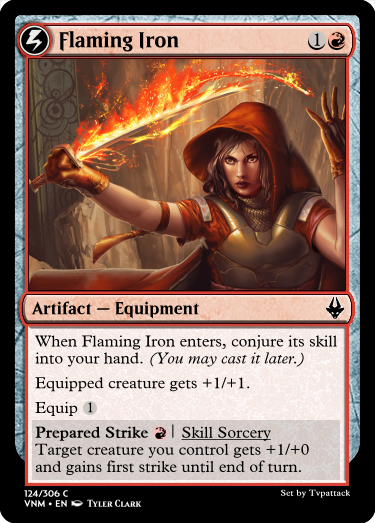 Flaming Iron 1
Artifact — Equipment
When Flaming Iron enters, conjure its skill
into your hand. (You may cast it later.)
Equipped creature gets +1/+1.
Equip 1
Prepared Strike | Skill Sorcery
Target creature you control gets +1/+0
and gains first strike until end of turn.
124/306 C
VNM • EN Tyler Clark
Set by Tvpattack